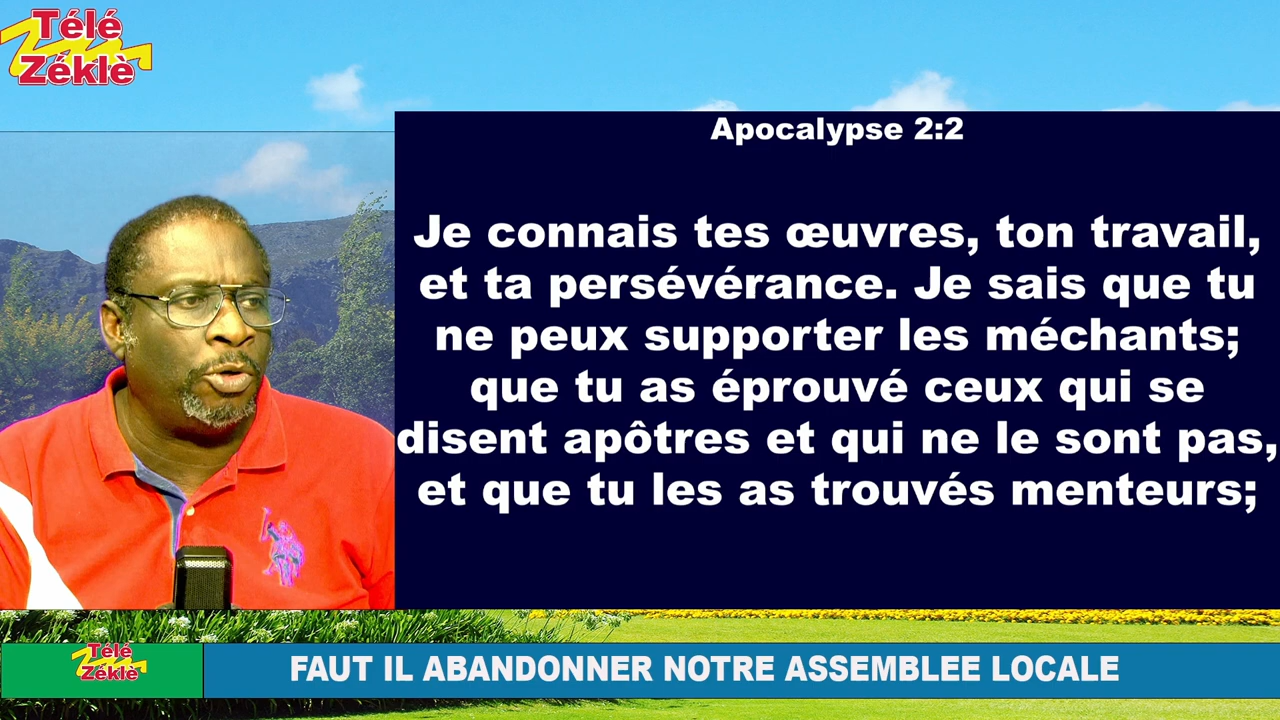 Télé
Zéklè
Apocalypse 2:2
Je connais tes œuvres, ton travail,
et ta persévérance. Je sais que tu
ne peux supporter les méchants;
que tu as éprouvé ceux qui se
disent apôtres et qui ne le sont pas,
et que tu les as trouvés menteurs;
Télé
Zéklè
FAUT IL ABANDONNER NOTRE ASSEMBLEE LOCALE